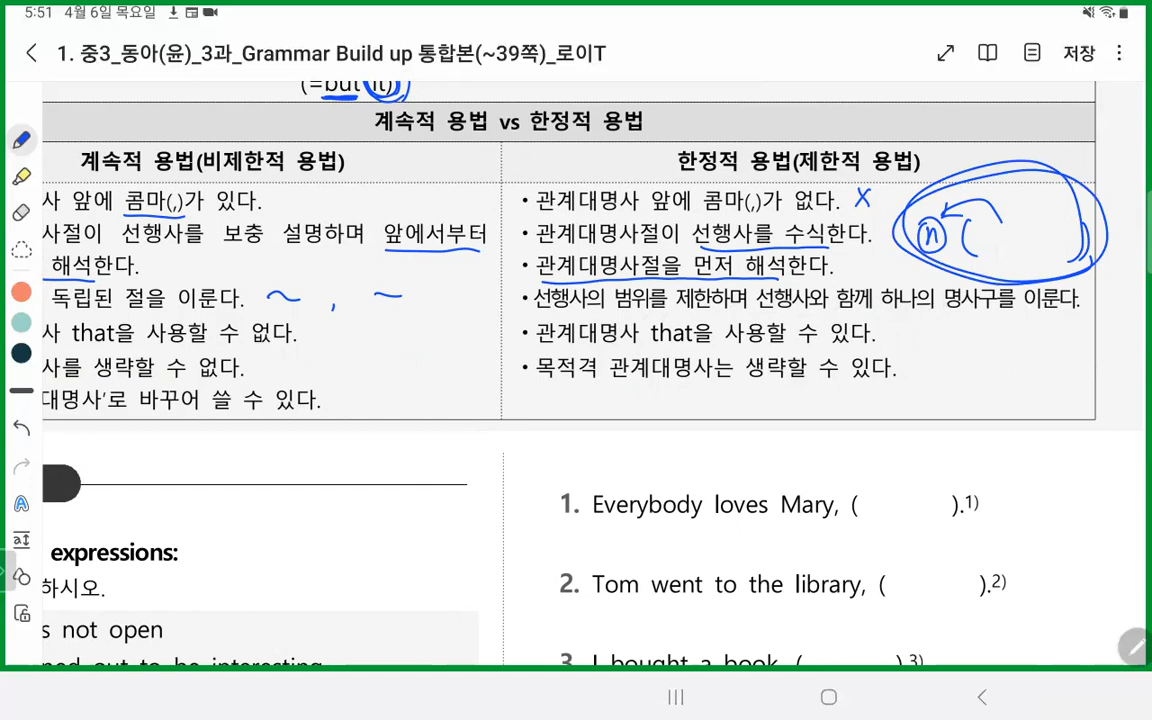 5:51 4월 6일 목요일
1. 중3_동아(윤)_3과_Grammar Build up 통합본(~39쪽)_로이T 저장
(=but it)
계속적 용법 vs 한정적 용법
계속적 용법(비제한적 용법)
사 앞에 콤마(,)가 있다.
사절이 선행사를 보충 설명하며 앞에서부터
해석한다.
독립된 절을 이룬다. ~ , ~
사 that을 사용할 수 없다.
사를 생략할 수 없다.
대명사'로 바꾸어 쓸 수 있다.
한정적 용법(제한적 용법)
• 관계대명사 앞에 콤마(,)가 없다. X
• 관계대명사절이 선행사를 수식한다. n ( )
• 관계대명사절을 먼저 해석한다.
• 선행사의 범위를 제한하며 선행사와 함께 하나의 명사구를 이룬다.
• 관계대명사 that을 사용할 수 있다.
• 목적격 관계대명사는 생략할 수 있다.
expressions:
하시오.
s not open
ned out to be interesting
1. Everybody loves Mary, ( ).1)
2. Tom went to the library, ( ).2)
3. I bought a book, ( ).3)